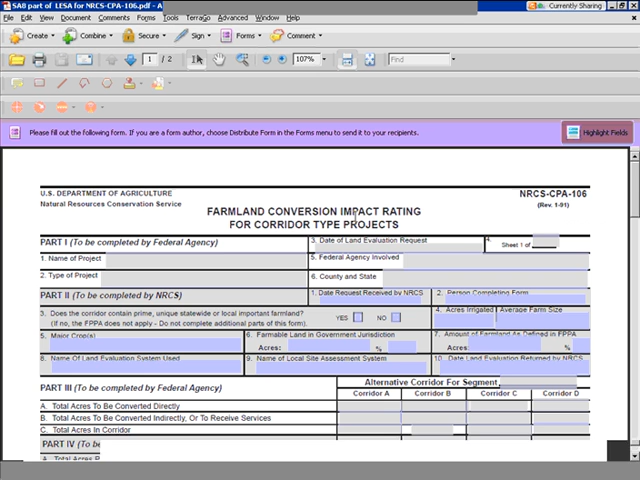 SAB part of LESA for NRCS-CPA-106.pdf - A
Currently Sharing
File Edit View Document Comments Forms Tools TerraGo Advanced Window Help
Create Combine Secure Sign Forms Comment
1 / 2 107% Find
Please fill out the following form. If you are a form author, choose Distribute Form in the Forms menu to send it to your recipients.
Highlight Fields
U.S. DEPARTMENT OF AGRICULTURE
Natural Resources Conservation Service
NRCS-CPA-106
(Rev. 1-91)
FARMLAND CONVERSION IMPACT RATING
FOR CORRIDOR TYPE PROJECTS
PART I (To be completed by Federal Agency)
3. Date of Land Evaluation Request
4.
Sheet 1 of
1. Name of Project
5. Federal Agency Involved
2. Type of Project
6. County and State
PART II (To be completed by NRCS)
1. Date Request Received by NRCS
2. Person Completing Form
3. Does the corridor contain prime, unique statewide or local important farmland?
(If no, the FPPA does not apply - Do not complete additional parts of this form).
YES NO
4. Acres Irrigated Average Farm Size
5. Major Crop(s)
6. Farmable Land in Government Jurisdiction
Acres: %
7. Amount of Farmland As Defined in FPPA
Acres: %
8. Name Of Land Evaluation System Used
9. Name of Local Site Assessment System
10. Date Land Evaluation Returned by NRCS
PART III (To be completed by Federal Agency)
Alternative Corridor For Segment
Corridor A Corridor B Corridor C Corridor D
A. Total Acres To Be Converted Directly
B. Total Acres To Be Converted Indirectly, Or To Receive Services
C. Total Acres In Corridor
PART IV (To be
A. Total Acres P